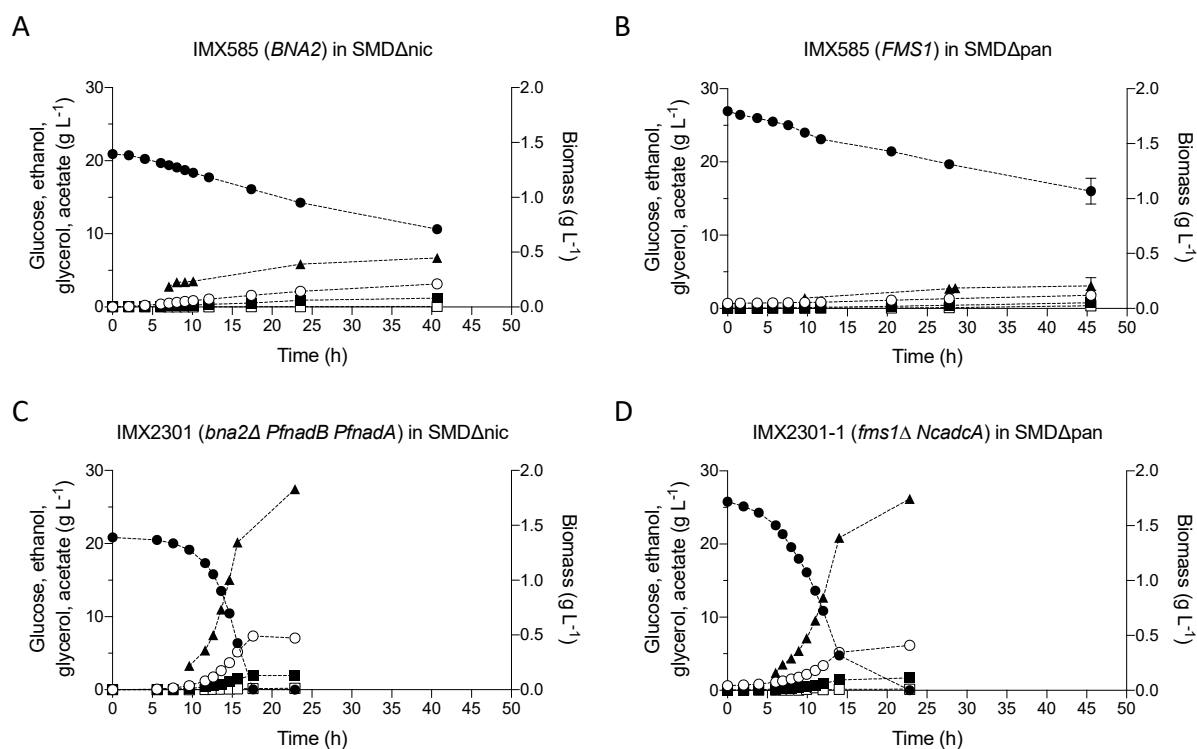 A
IMX585 (BNA2) in SMDΔnic
Glucose, ethanol,
glycerol, acetate (g L-1)
30
20
10
0
2.0
1.5
1.0
0.5
0.0
Biomass (g L-1)
0 5 10 15 20 25 30 35 40 45 50
Time (h)
B
IMX585 (FMS1) in SMDΔpan
Glucose, ethanol,
glycerol, acetate (g L-1)
30
20
10
0
2.0
1.5
1.0
0.5
0.0
Biomass (g L-1)
0 5 10 15 20 25 30 35 40 45 50
Time (h)
C
IMX2301 (bna2Δ PfnadB PfnadA) in SMDΔnic
Glucose, ethanol,
glycerol, acetate (g L-1)
30
20
10
0
2.0
1.5
1.0
0.5
0.0
Biomass (g L-1)
0 5 10 15 20 25 30 35 40 45 50
Time (h)
D
IMX2301-1 (fms1Δ NcadcA) in SMDΔpan
Glucose, ethanol,
glycerol, acetate (g L-1)
30
20
10
0
2.0
1.5
1.0
0.5
0.0
Biomass (g L-1)
0 5 10 15 20 25 30 35 40 45 50
Time (h)